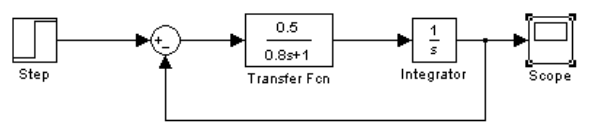 Step
+
−
0.5
0.8s+1
Transfer Fcn
1
s
Integrator
Scope